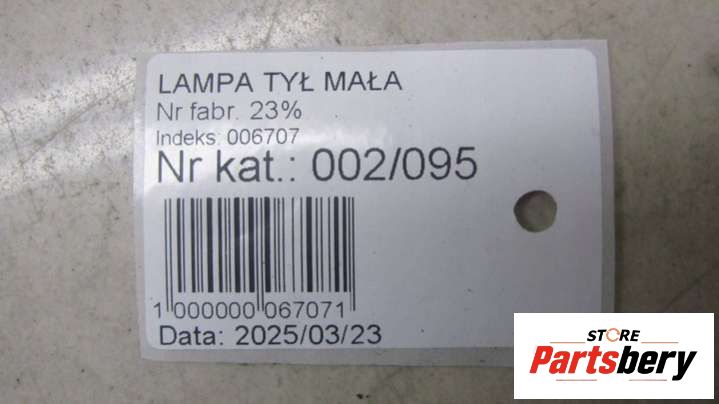 LAMPA TYŁ MAŁA
Nr fabr. 23%
Indeks: 006707
Nr kat.: 002/095
1 000000 067071
Data: 2025/03/23
STORE
Partsbery